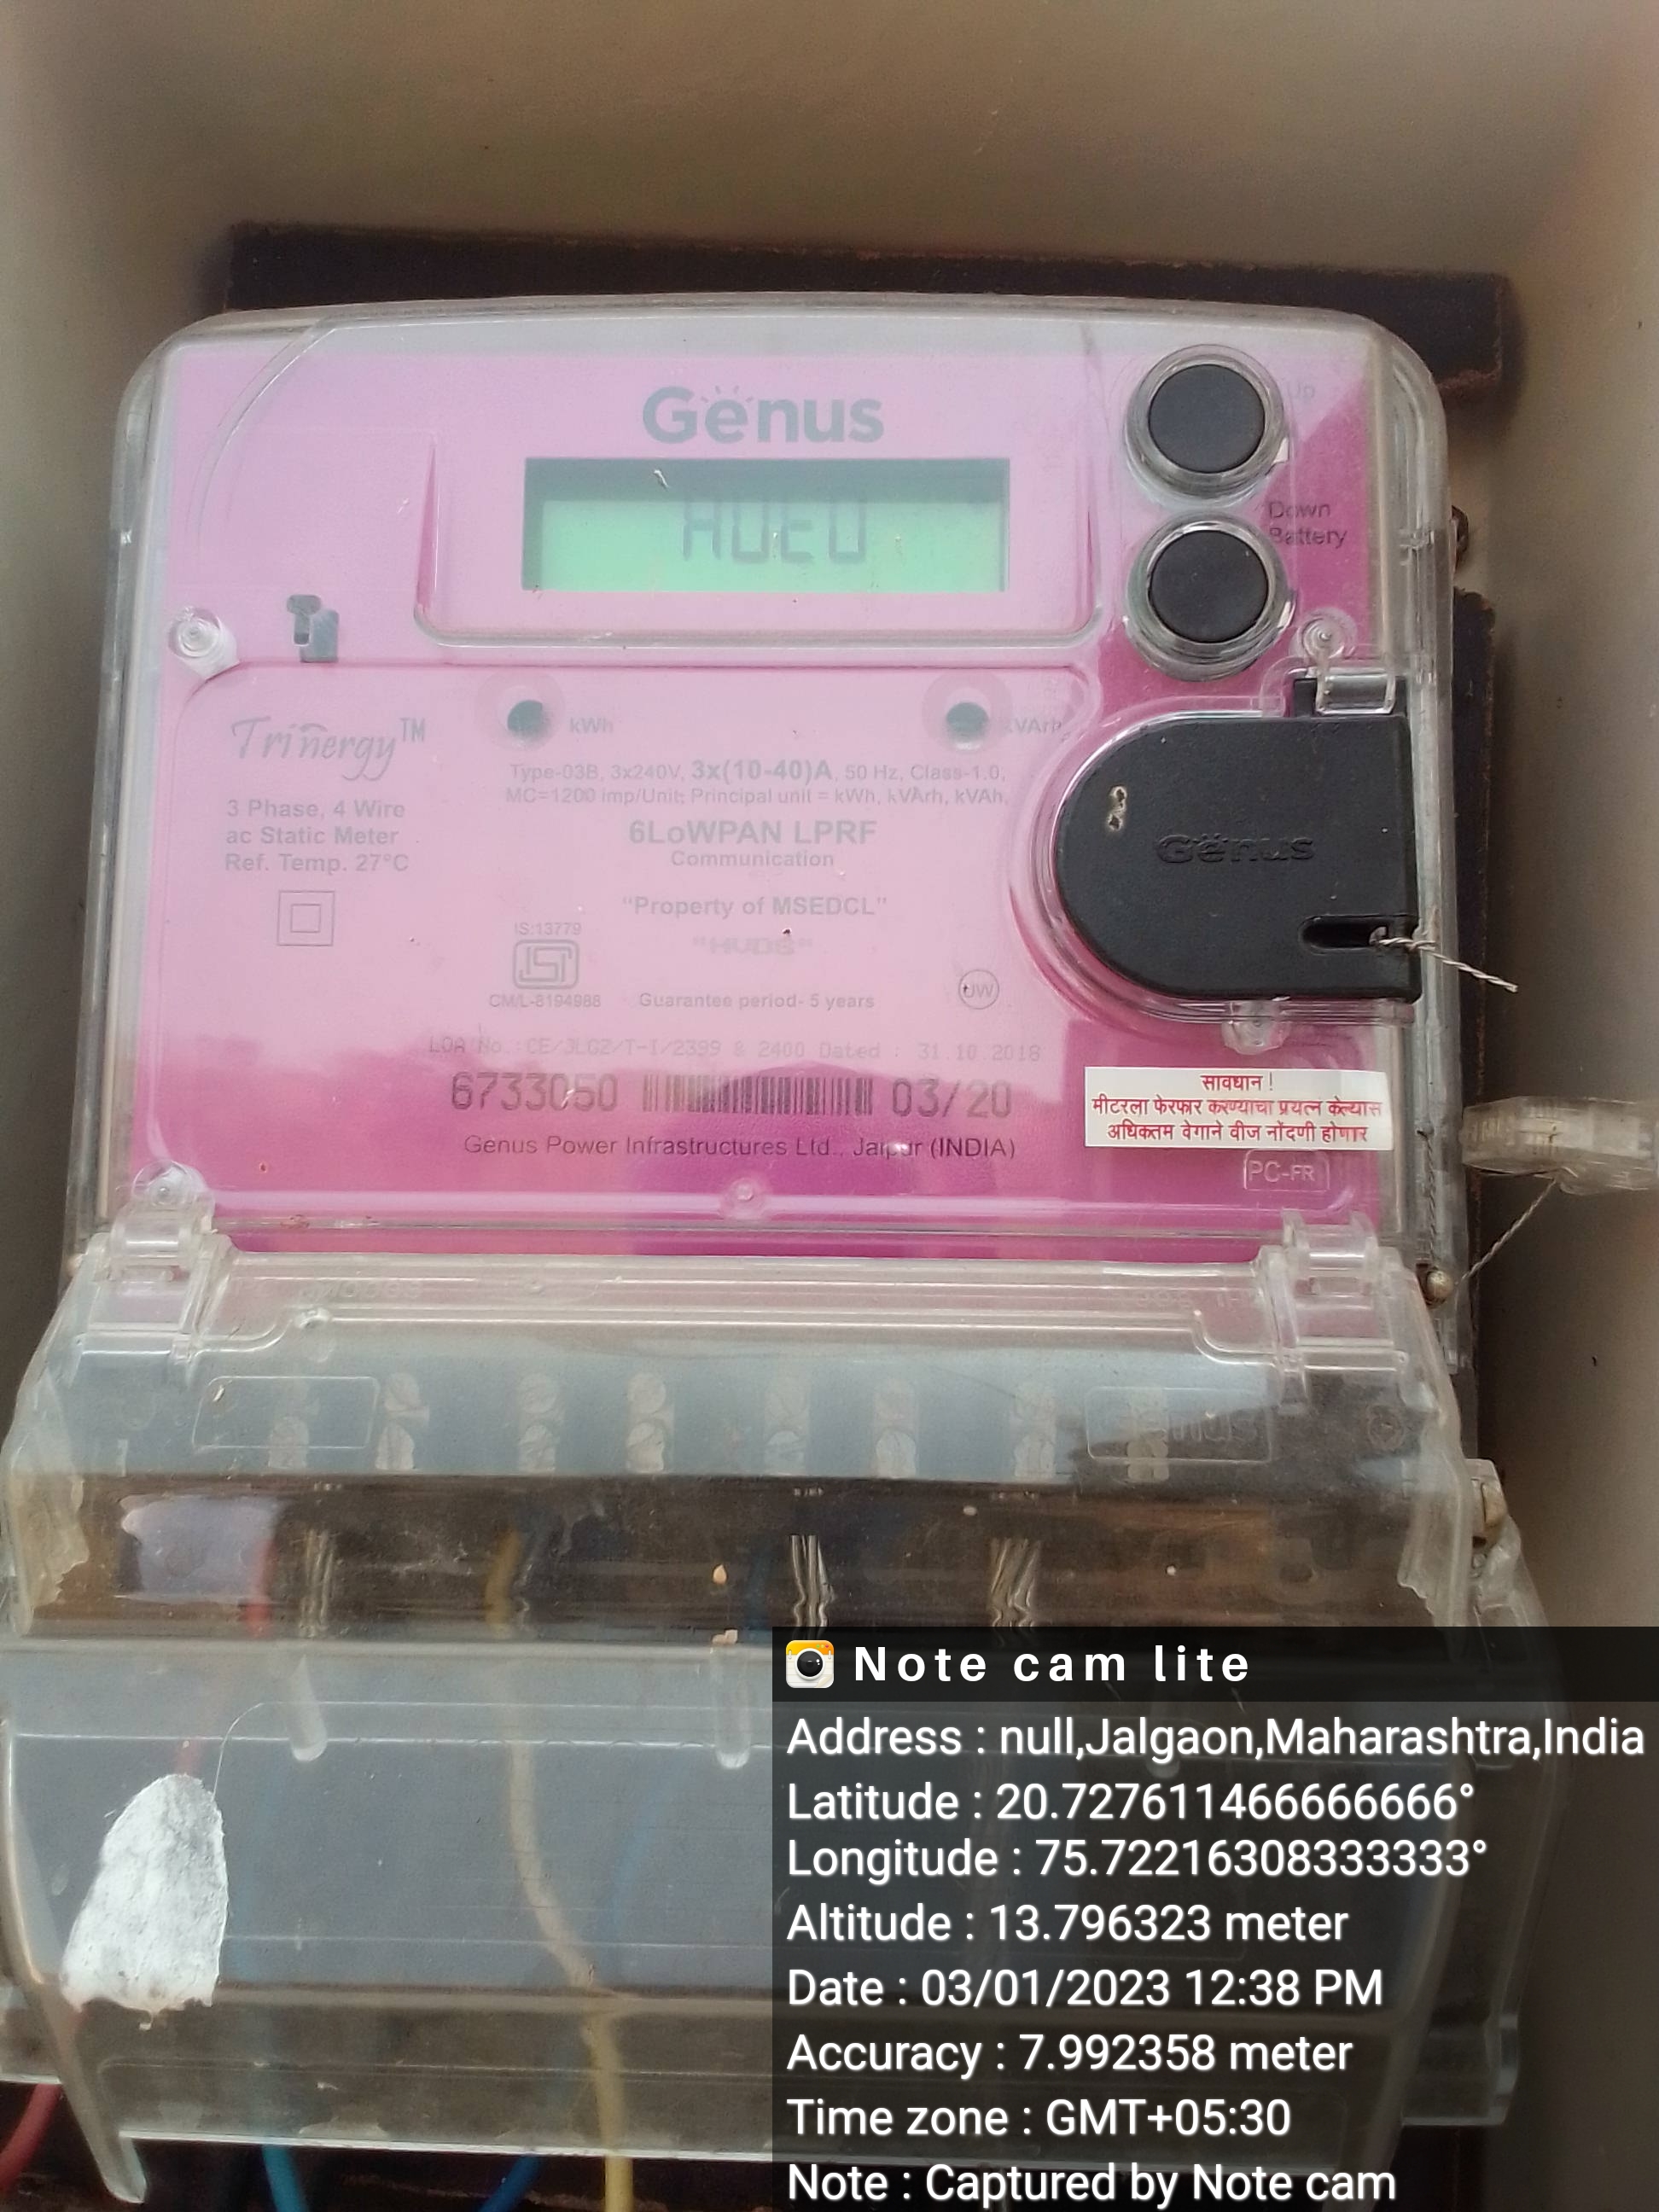 Genus
Up
Down
Battery
Trinergy™
kWh
kVArh
3 Phase, 4 Wire
ac Static Meter
Ref. Temp. 27°C
Type-03B, 3x240V, 3x(10-40)A, 50 Hz, Class-1.0,
MC=1200 imp/Unit; Principal unit = kWh, kVArh, kVAh,
6LoWPAN LPRF
Communication
"Property of MSEDCL"
IS:13779
CM/L-8194988
Guarantee period- 5 years
UW
Genus
LOA No.:CE/JLGZ/T-I/2399 & 2400 Dated : 31.10.2018
6733050 03/20
Genus Power Infrastructures Ltd., Jaipur (INDIA)
सावधान !
मीटरला फेरफार करण्याचा प्रयत्न केल्यास
अधिकतम वेगाने वीज नोंदणी होणार
PC-FR
Note cam lite
Address : null,Jalgaon,Maharashtra,India
Latitude : 20.727611466666666°
Longitude : 75.72216308333333°
Altitude : 13.796323 meter
Date : 03/01/2023 12:38 PM
Accuracy : 7.992358 meter
Time zone : GMT+05:30
Note : Captured by Note cam